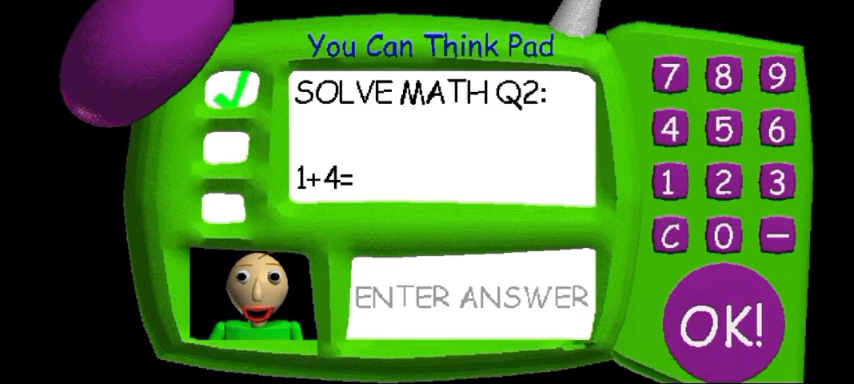 You Can Think Pad
SOLVE MATH Q2:
1+4=
ENTER ANSWER
7 8 9
4 5 6
1 2 3
C 0 −
OK!